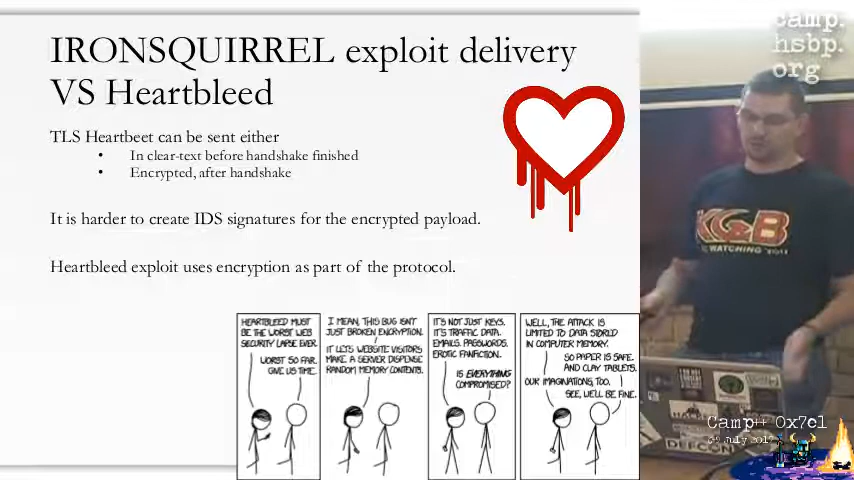 IRONSQUIRREL exploit delivery
VS Heartbleed
TLS Heartbeet can be sent either
• In clear-text before handshake finished
• Encrypted, after handshake
It is harder to create IDS signatures for the encrypted payload.
Heartbleed exploit uses encryption as part of the protocol.
HEARTBLEED MUST
BE THE WORST WEB
SECURITY LAPSE EVER.
WORST SO FAR.
GIVE US TIME.
I MEAN, THIS BUG ISN'T
JUST BROKEN ENCRYPTION.
IT LETS WEBSITE VISITORS
MAKE A SERVER DISPENSE
RANDOM MEMORY CONTENTS.
IT'S NOT JUST KEYS.
IT'S TRAFFIC DATA.
EMAILS. PASSWORDS.
EROTIC FANFICTION.
IS EVERYTHING
COMPROMISED?
WELL, THE ATTACK IS
LIMITED TO DATA STORED
IN COMPUTER MEMORY.
SO PAPER IS SAFE.
AND CLAY TABLETS.
OUR IMAGINATIONS, TOO.
SEE, WE'LL BE FINE.
camp.
hsbp.
org
KGB
WATCHING YOU!
DEFCON
Camp++ 0x7e1
July 2017